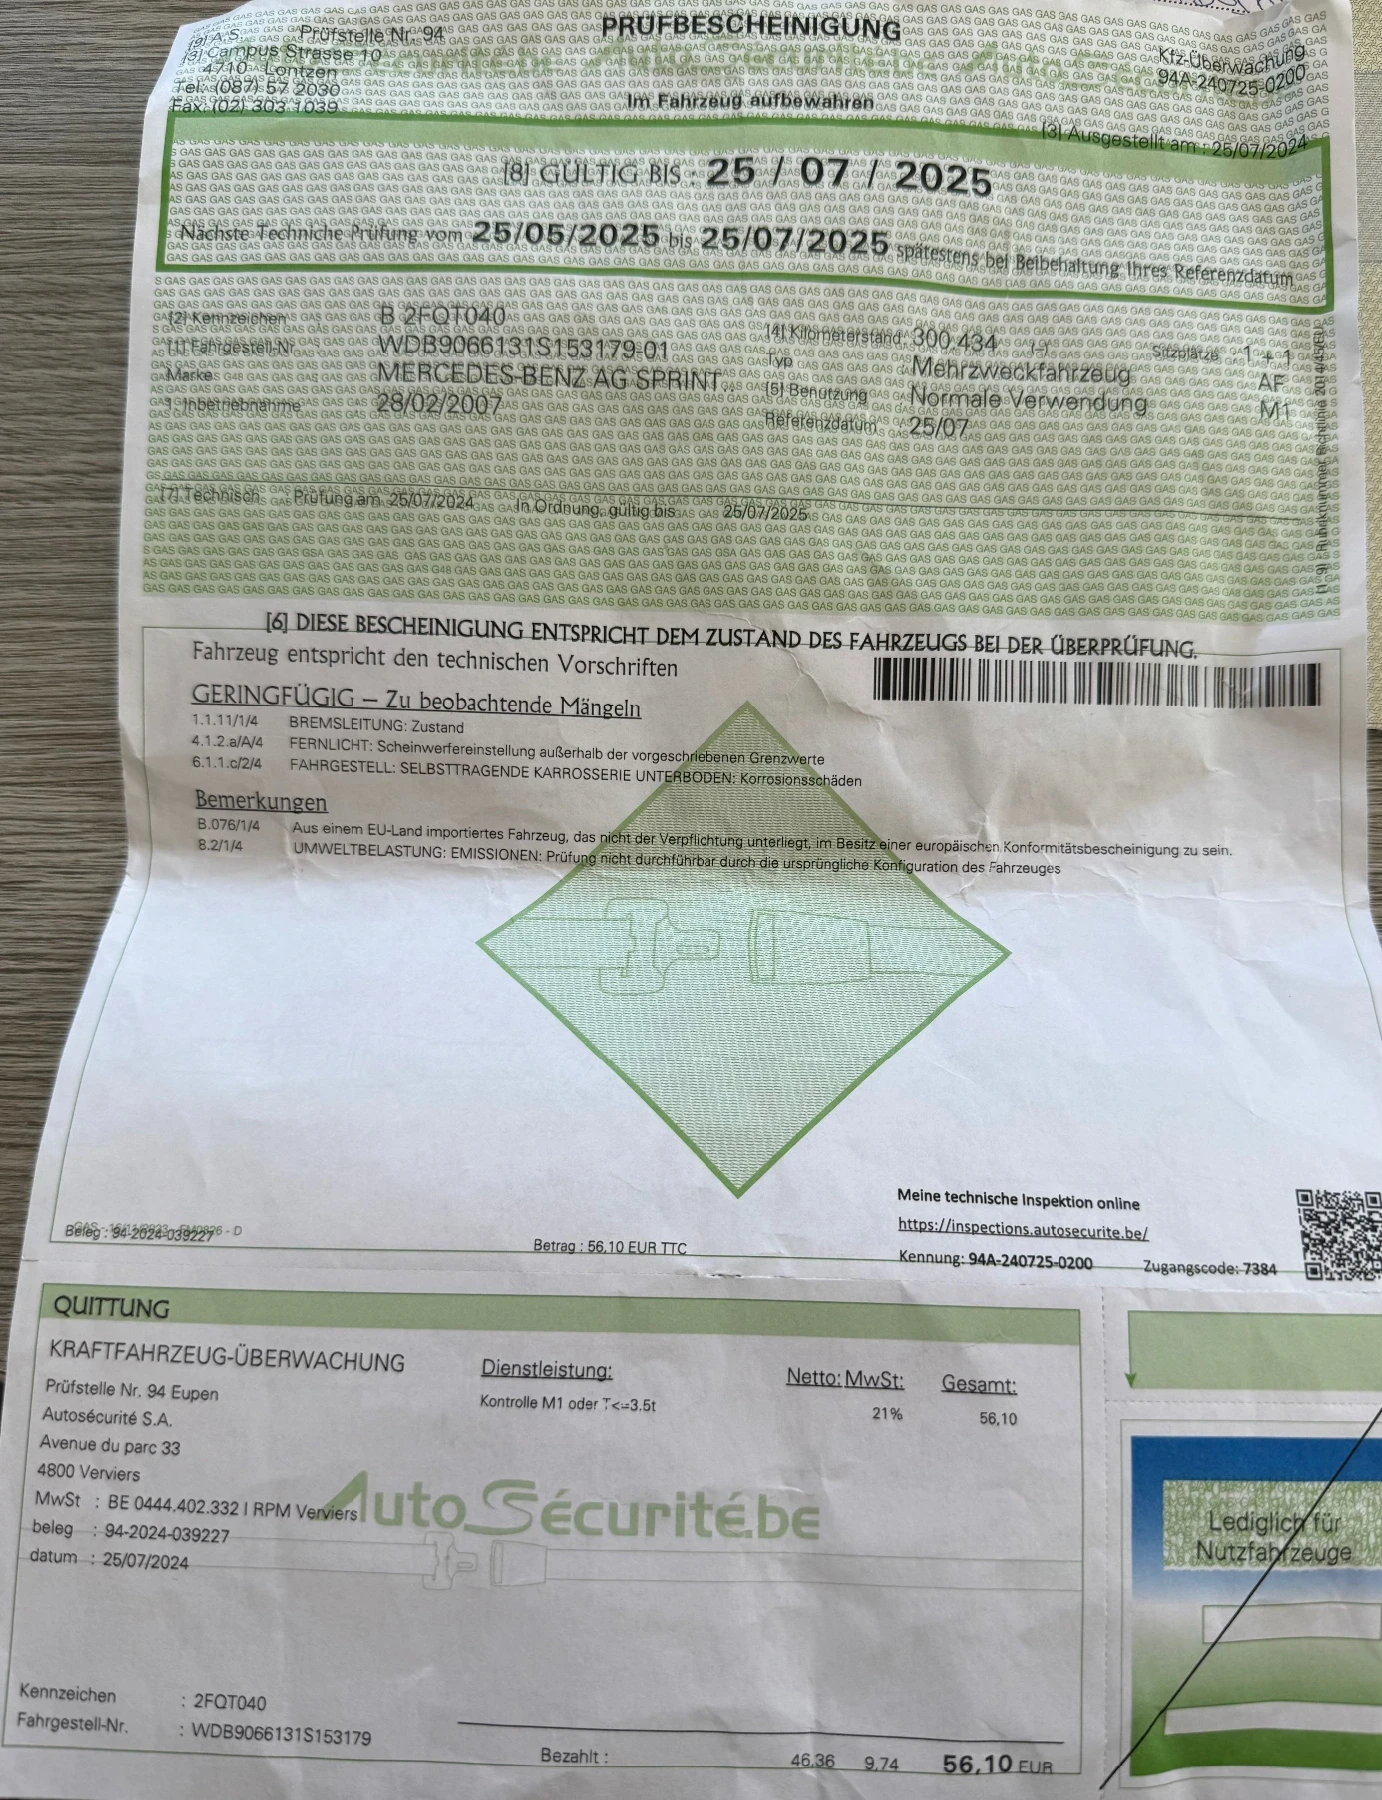 PRÜFBESCHEINIGUNG
[9] A.S. Prüfstelle Nr. 94
[3] Campus Strasse 10
4710 - Lontzen
Tel: (087) 57 2030
Fax: (02) 303 1039
Kfz-Überwachung
94A-240725-0200
Im Fahrzeug aufbewahren
[3] Ausgestellt am : 25/07/2024
[8] GÜLTIG BIS : 25 / 07 / 2025
Nächste Techniche Prüfung vom 25/05/2025 bis 25/07/2025 spätestens bei Beibehaltung Ihres Referenzdatum
[2] Kennzeichen B 2FQT040
[1] Fahrgestell-Nr. : WDB9066131S153179-01
Marke MERCEDES-BENZ AG SPRINT..
1. Inbetriebnahme 28/02/2007
[4] Kilometerstand: 300.434 (-) Sitzplätze 1 + 1
Typ : Mehrzweckfahrzeug AF
[5] Benutzung Normale Verwendung M1
Referenzdatum 25/07
[7] Technisch : Prüfung am 25/07/2024 In Ordnung, gültig bis 25/07/2025
[6] DIESE BESCHEINIGUNG ENTSPRICHT DEM ZUSTAND DES FAHRZEUGS BEI DER ÜBERPRÜFUNG.
Fahrzeug entspricht den technischen Vorschriften
GERINGFÜGIG – Zu beobachtende Mängeln
1.1.11/1/4 BREMSLEITUNG: Zustand
4.1.2.a/A/4 FERNLICHT: Scheinwerfereinstellung außerhalb der vorgeschriebenen Grenzwerte
6.1.1.c/2/4 FAHRGESTELL: SELBSTTRAGENDE KARROSSERIE UNTERBODEN: Korrosionsschäden
Bemerkungen
B.076/1/4 Aus einem EU-Land importiertes Fahrzeug, das nicht der Verpflichtung unterliegt, im Besitz einer europäischen Konformitätsbescheinigung zu sein.
8.2/1/4 UMWELTBELASTUNG: EMISSIONEN: Prüfung nicht durchführbar durch die ursprüngliche Konfiguration des Fahrzeuges
Meine technische Inspektion online
https://inspections.autosecurite.be/
Kennung: 94A-240725-0200 Zugangscode: 7384
Beleg : 94-2024-039227 - D
Betrag : 56,10 EUR TTC
QUITTUNG
KRAFTFAHRZEUG-ÜBERWACHUNG
Prüfstelle Nr. 94 Eupen
Autosécurité S.A.
Avenue du parc 33
4800 Verviers
MwSt : BE 0444.402.332 I RPM Verviers
beleg : 94-2024-039227
datum : 25/07/2024
Dienstleistung: Netto: MwSt: Gesamt:
Kontrolle M1 oder T<=3.5t 21% 56,10
AutoSécurité.be
Lediglich für
Nutzfahrzeuge
Kennzeichen : 2FQT040
Fahrgestell-Nr. : WDB9066131S153179
Bezahlt : 46,36 9,74 56,10 EUR